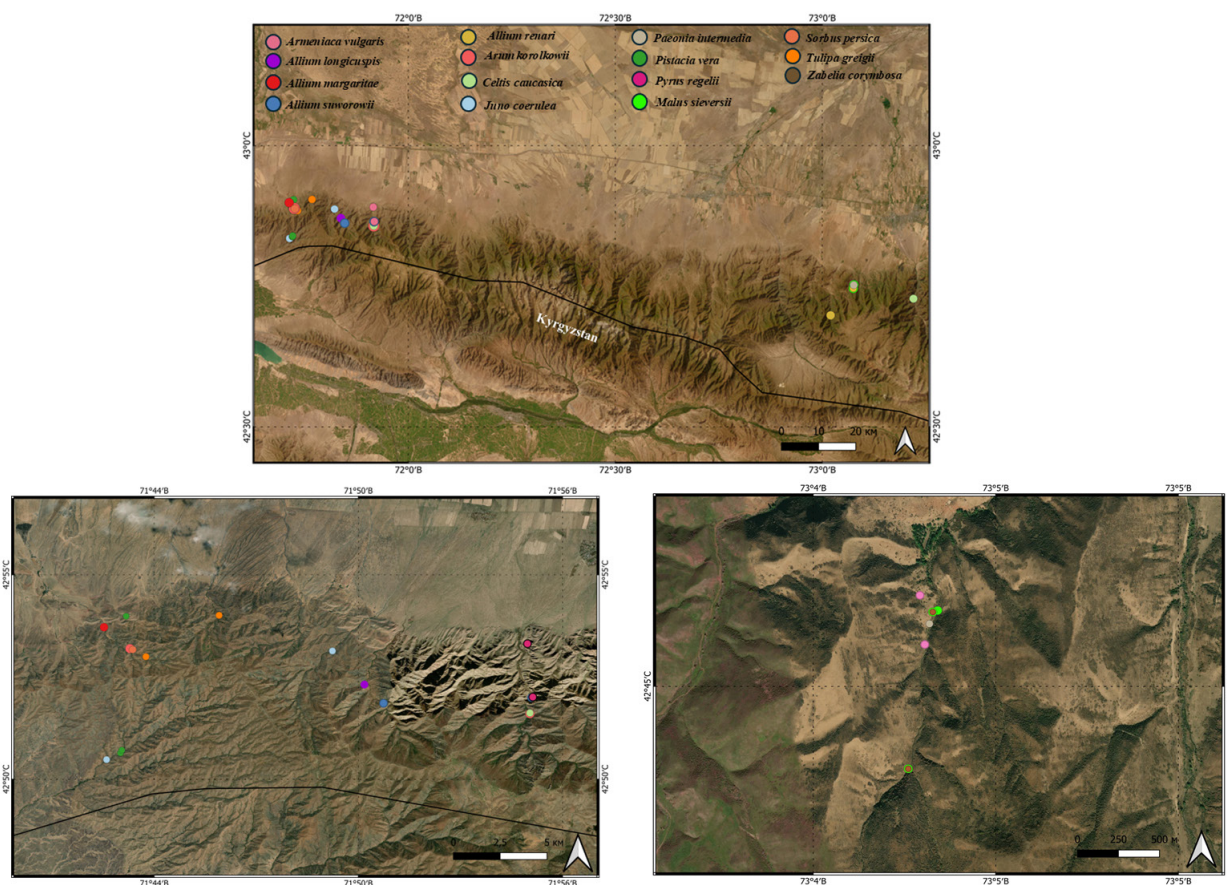 72°0'В 72°30'В 73°0'В
Armeniaca vulgaris
Allium longicuspis
Allium margaritae
Allium suworowii
Allium renari
Arum korolkowii
Celtis caucasica
Juno coerulea
Paeonia intermedia
Pistacia vera
Pyrus regelii
Malus sieversii
Sorbus persica
Tulipa greigii
Zabelia corymbosa
43°0'С 43°0'С
Kyrgyzstan
42°30'С 42°30'С
0 10 20 км
72°0'В 72°30'В 73°0'В
71°44'В 71°50'В 71°56'В
42°55'С 42°55'С
42°50'С 42°50'С
0 2,5 5 км
71°44'В 71°50'В 71°56'В
73°4'В 73°5'В 73°5'В
42°45'С 42°45'С
0 250 500 м
73°4'В 73°5'В 73°5'В